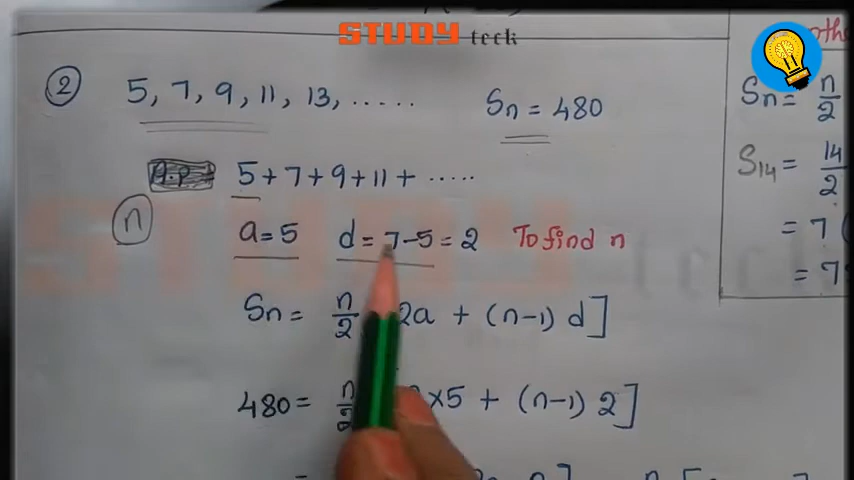 STUDY teck
② 5, 7, 9, 11, 13, ...... Sn = 480
5 + 7 + 9 + 11 + .....
n
a = 5 d = 7 - 5 = 2 To find n
Sn = n/2 2a + (n-1) d]
480 = n/2 ×5 + (n-1) 2]
Sn = n/2
S14 = 14/2
= 7 (
= 7